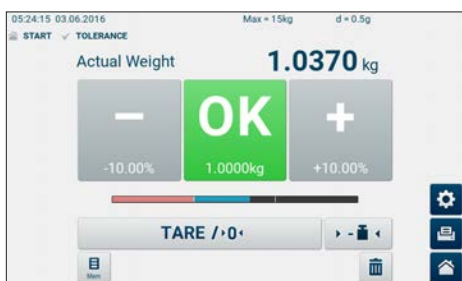 05:24:15 03.06.2016 Max = 15kg d = 0.5g
START TOLERANCE
Actual Weight 1.0370 kg
− OK +
-10.00% 1.0000kg +10.00%
TARE / 0
Mem